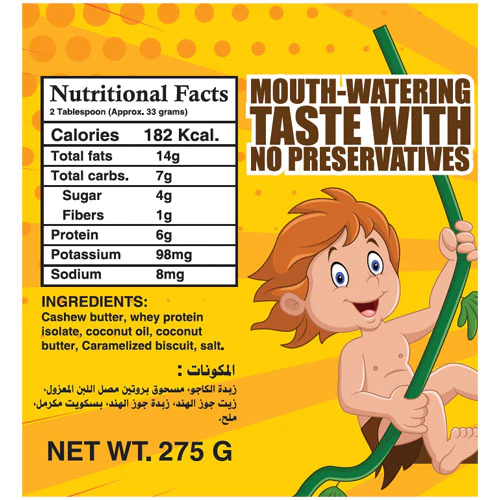 Nutritional Facts
2 Tablespoon (Approx. 33 grams)
Calories 182 Kcal.
Total fats 14g
Total carbs. 7g
Sugar 4g
Fibers 1g
Protein 6g
Potassium 98mg
Sodium 8mg
MOUTH-WATERING
TASTE WITH
NO PRESERVATIVES
INGREDIENTS:
Cashew butter, whey protein
isolate, coconut oil, coconut
butter, Caramelized biscuit, salt.
المكونات :
زبدة الكاجو، مسحوق بروتين مصل اللبن المعزول،
زيت جوز الهند، زبدة جوز الهند، بسكويت مكرمل،
ملح.
NET WT. 275 G